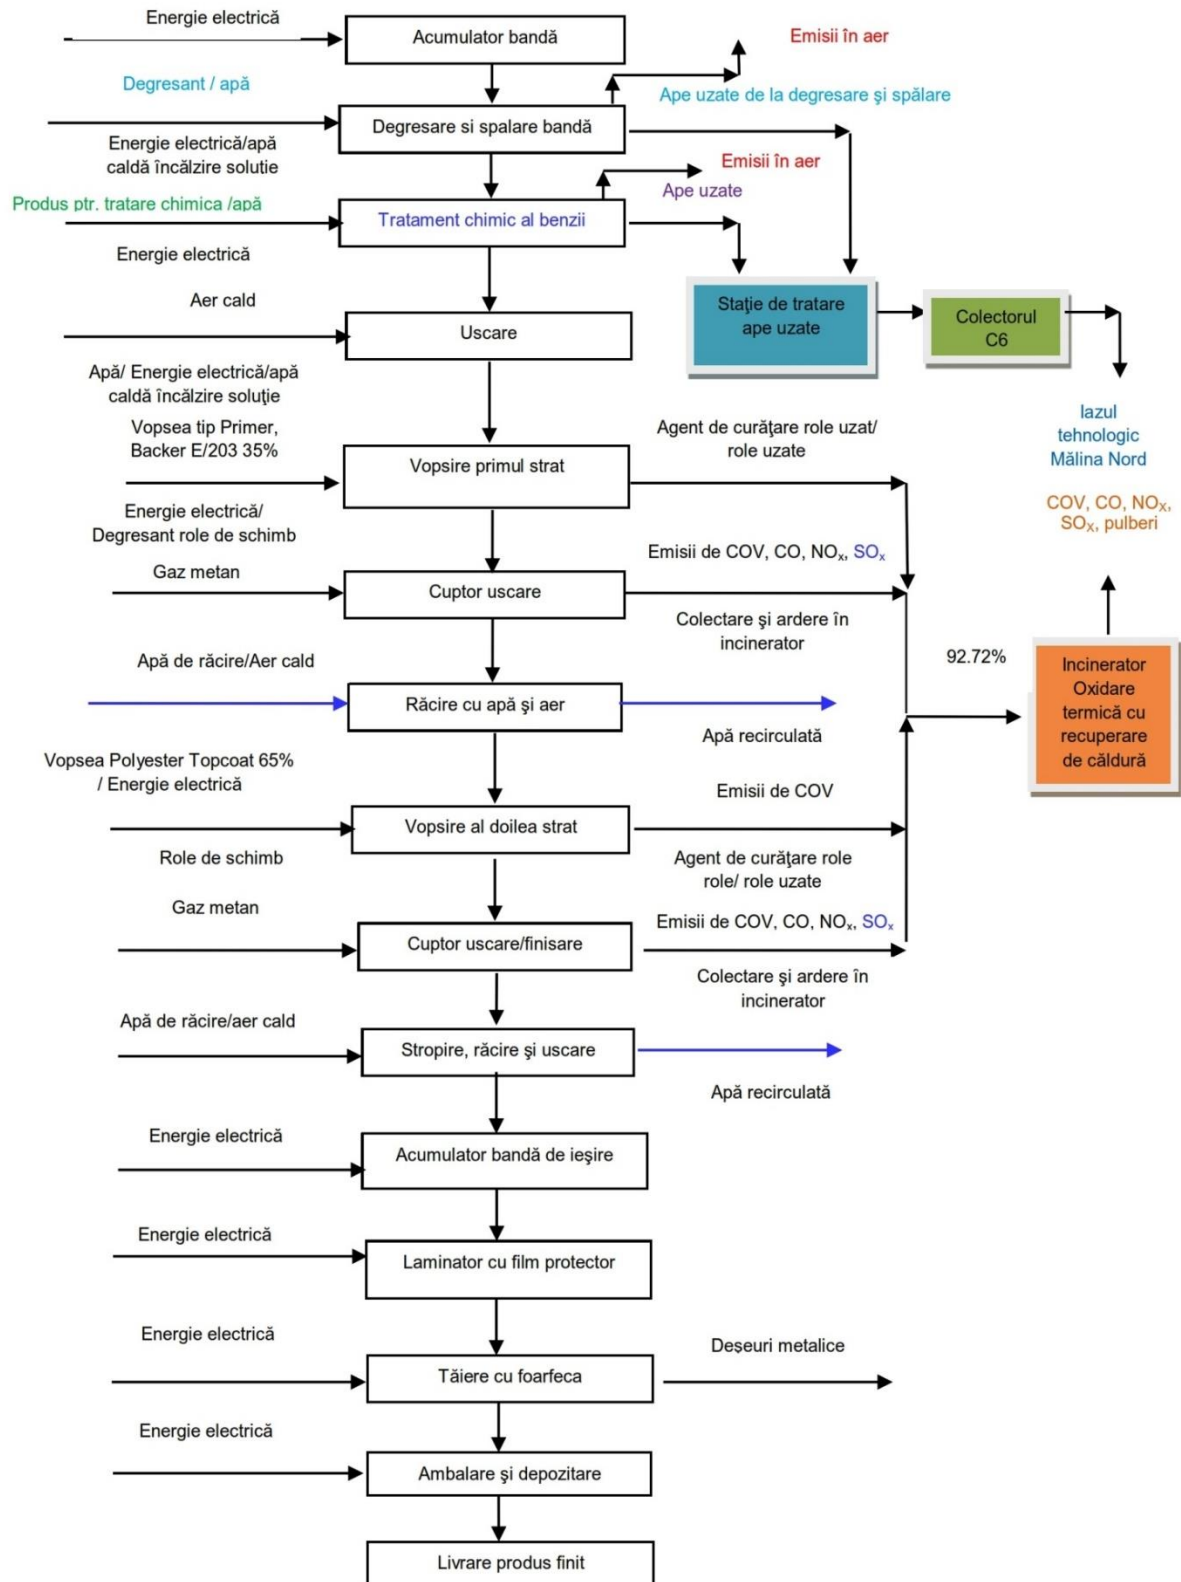 Energie electrică
Acumulator bandă
Emisii în aer
Degresant / apă
Ape uzate de la degresare şi spălare
Degresare si spalare bandă
Energie electrică/apă
caldă încălzire solutie
Emisii în aer
Ape uzate
Produs ptr. tratare chimica /apă
Tratament chimic al benzii
Energie electrică
Aer cald
Staţie de tratare
ape uzate
Colectorul
C6
Uscare
Apă/ Energie electrică/apă
caldă încălzire soluţie
Vopsea tip Primer,
Backer E/203 35%
Agent de curăţare role uzat/
role uzate
Iazul
tehnologic
Mălina Nord
Vopsire primul strat
COV, CO, NOX,
SOX, pulberi
Energie electrică/
Degresant role de schimb
Emisii de COV, CO, NOx, SOx
Gaz metan
Cuptor uscare
Colectare şi ardere în
incinerator
92.72%
Incinerator
Oxidare
termică cu
recuperare
de căldură
Apă de răcire/Aer cald
Răcire cu apă şi aer
Apă recirculată
Vopsea Polyester Topcoat 65%
/ Energie electrică
Emisii de COV
Vopsire al doilea strat
Role de schimb
Agent de curăţare role
role/ role uzate
Gaz metan
Emisii de COV, CO, NOx, SOx
Cuptor uscare/finisare
Colectare şi ardere în
incinerator
Apă de răcire/aer cald
Stropire, răcire şi uscare
Apă recirculată
Energie electrică
Acumulator bandă de ieşire
Energie electrică
Laminator cu film protector
Energie electrică
Deșeuri metalice
Tăiere cu foarfeca
Energie electrică
Ambalare şi depozitare
Livrare produs finit